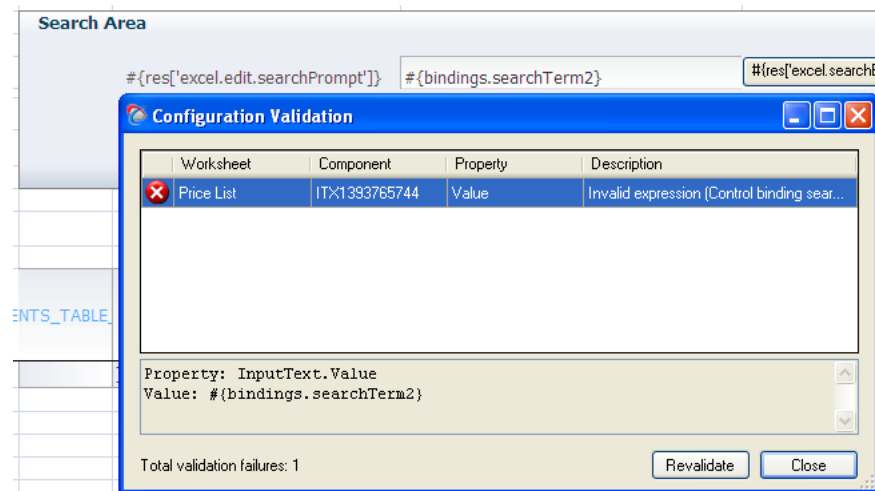 Search Area
#{res['excel.edit.searchPrompt']} #{bindings.searchTerm2} #{res['excel.searchB
Configuration Validation
Worksheet Component Property Description
Price List ITX1393765744 Value Invalid expression (Control binding sear...
ENTS_TABLE_
Property: InputText.Value
Value: #{bindings.searchTerm2}
Total validation failures: 1 Revalidate Close